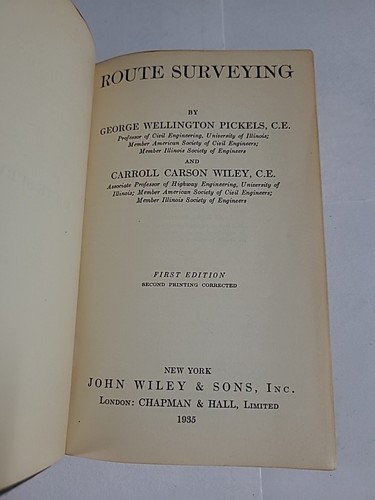 ROUTE SURVEYING
BY
GEORGE WELLINGTON PICKELS, C.E.
Professor of Civil Engineering, University of Illinois;
Member American Society of Civil Engineers;
Member Illinois Society of Engineers
AND
CARROLL CARSON WILEY, C.E.
Associate Professor of Highway Engineering, University of
Illinois; Member American Society of Civil Engineers;
Member Illinois Society of Engineers
FIRST EDITION
SECOND PRINTING CORRECTED
NEW YORK
JOHN WILEY & SONS, INC.
LONDON: CHAPMAN & HALL, LIMITED
1935